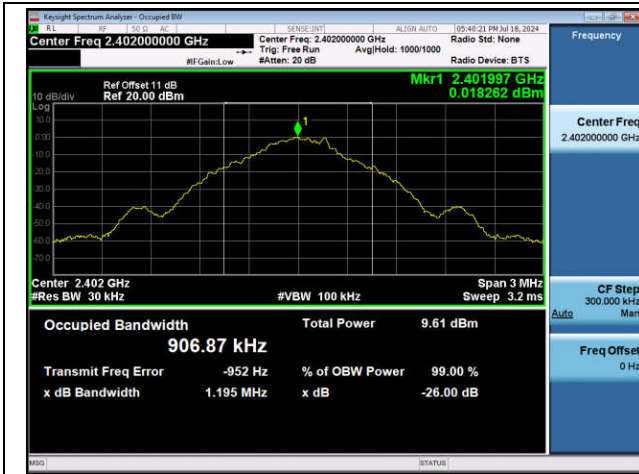 Keysight Spectrum Analyzer - Occupied BW
RL RF 50 Ω AC SENSE:INT ALIGN AUTO 05:40:21 PM Jul 18, 2024
Center Freq 2.402000000 GHz
Center Freq: 2.402000000 GHz
Radio Std: None
Trig: Free Run Avg|Hold: 1000/1000
#IFGain:Low #Atten: 20 dB Radio Device: BTS
Frequency
Ref Offset 11 dB
10 dB/div Ref 20.00 dBm
Mkr1 2.401997 GHz
0.018262 dBm
Log
10.0
0.00
-10.0
-20.0
-30.0
-40.0
-50.0
-60.0
-70.0
1
Center 2.402 GHz Span 3 MHz
#Res BW 30 kHz #VBW 100 kHz Sweep 3.2 ms
Occupied Bandwidth Total Power 9.61 dBm
906.87 kHz
Transmit Freq Error -952 Hz % of OBW Power 99.00 %
x dB Bandwidth 1.195 MHz x dB -26.00 dB
Center Freq
2.402000000 GHz
CF Step
300.000 kHz
Auto Man
Freq Offset
0 Hz
MSG STATUS